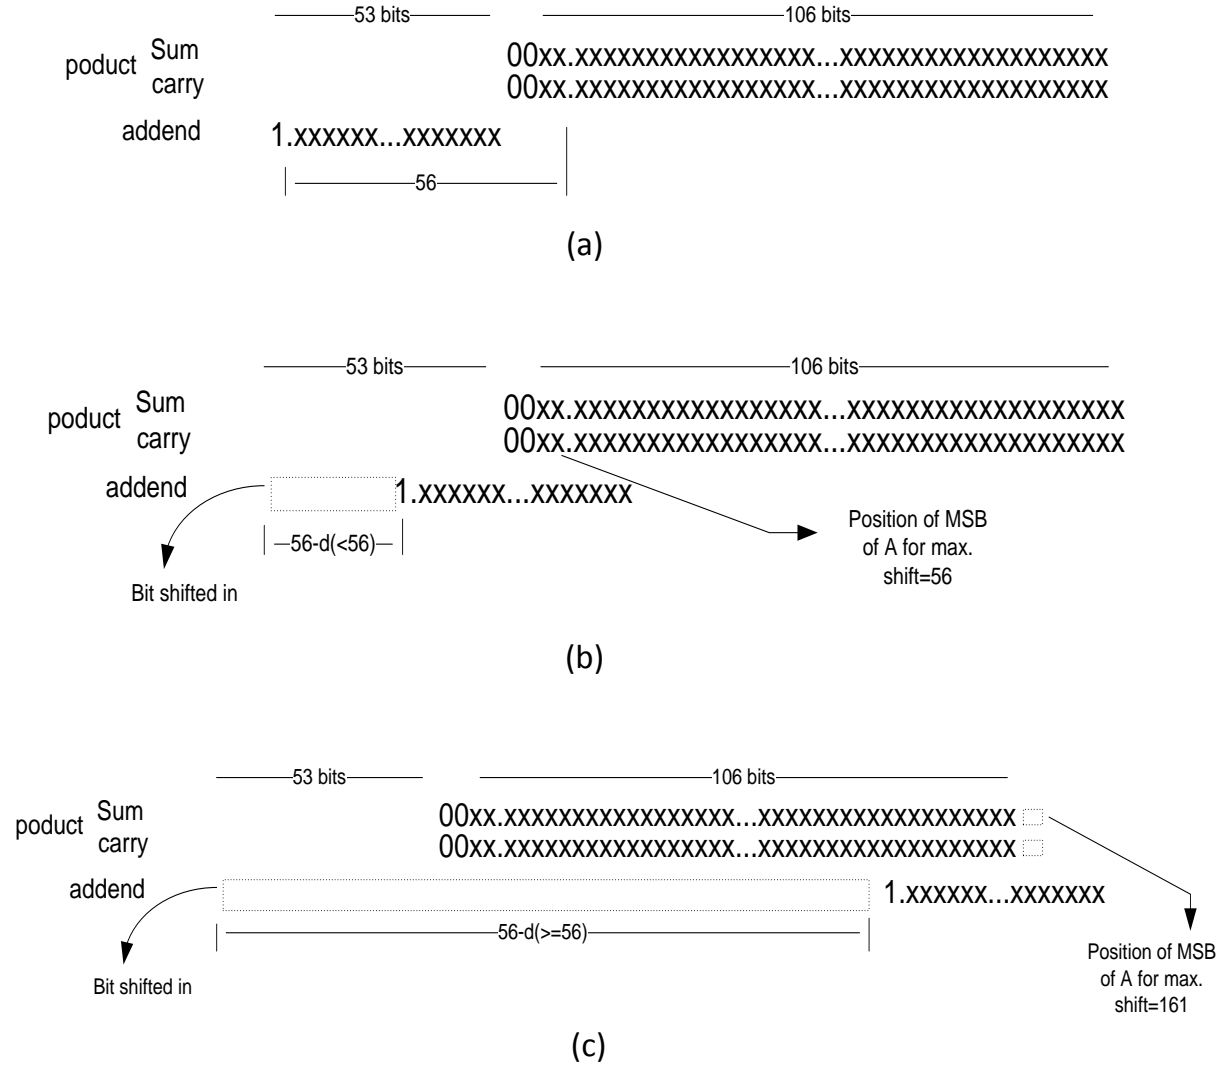 53 bits 106 bits
poduct Sum 00xx.xxxxxxxxxxxxxxxxx...xxxxxxxxxxxxxxxxxxx
carry 00xx.xxxxxxxxxxxxxxxxx...xxxxxxxxxxxxxxxxxxx
addend 1.xxxxxx...xxxxxxx
56
(a)
53 bits 106 bits
poduct Sum 00xx.xxxxxxxxxxxxxxxxx...xxxxxxxxxxxxxxxxxxx
carry 00xx.xxxxxxxxxxxxxxxxx...xxxxxxxxxxxxxxxxxxx
addend 1.xxxxxx...xxxxxxx
56-d(<56)
Bit shifted in
Position of MSB
of A for max.
shift=56
(b)
53 bits 106 bits
poduct Sum 00xx.xxxxxxxxxxxxxxxxx...xxxxxxxxxxxxxxxxxxx
carry 00xx.xxxxxxxxxxxxxxxxx...xxxxxxxxxxxxxxxxxxx
addend 1.xxxxxx...xxxxxxx
56-d(>=56)
Bit shifted in
Position of MSB
of A for max.
shift=161
(c)